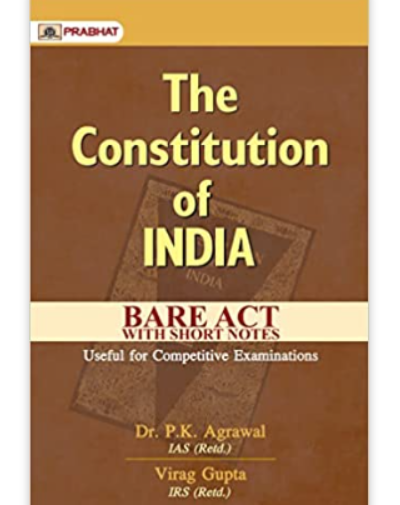 PRABHAT
The
Constitution
of
INDIA
INDIA
BARE ACT
WITH SHORT NOTES
Useful for Competitive Examinations
Dr. P.K. Agrawal
IAS (Retd.)
Virag Gupta
IRS (Retd.)